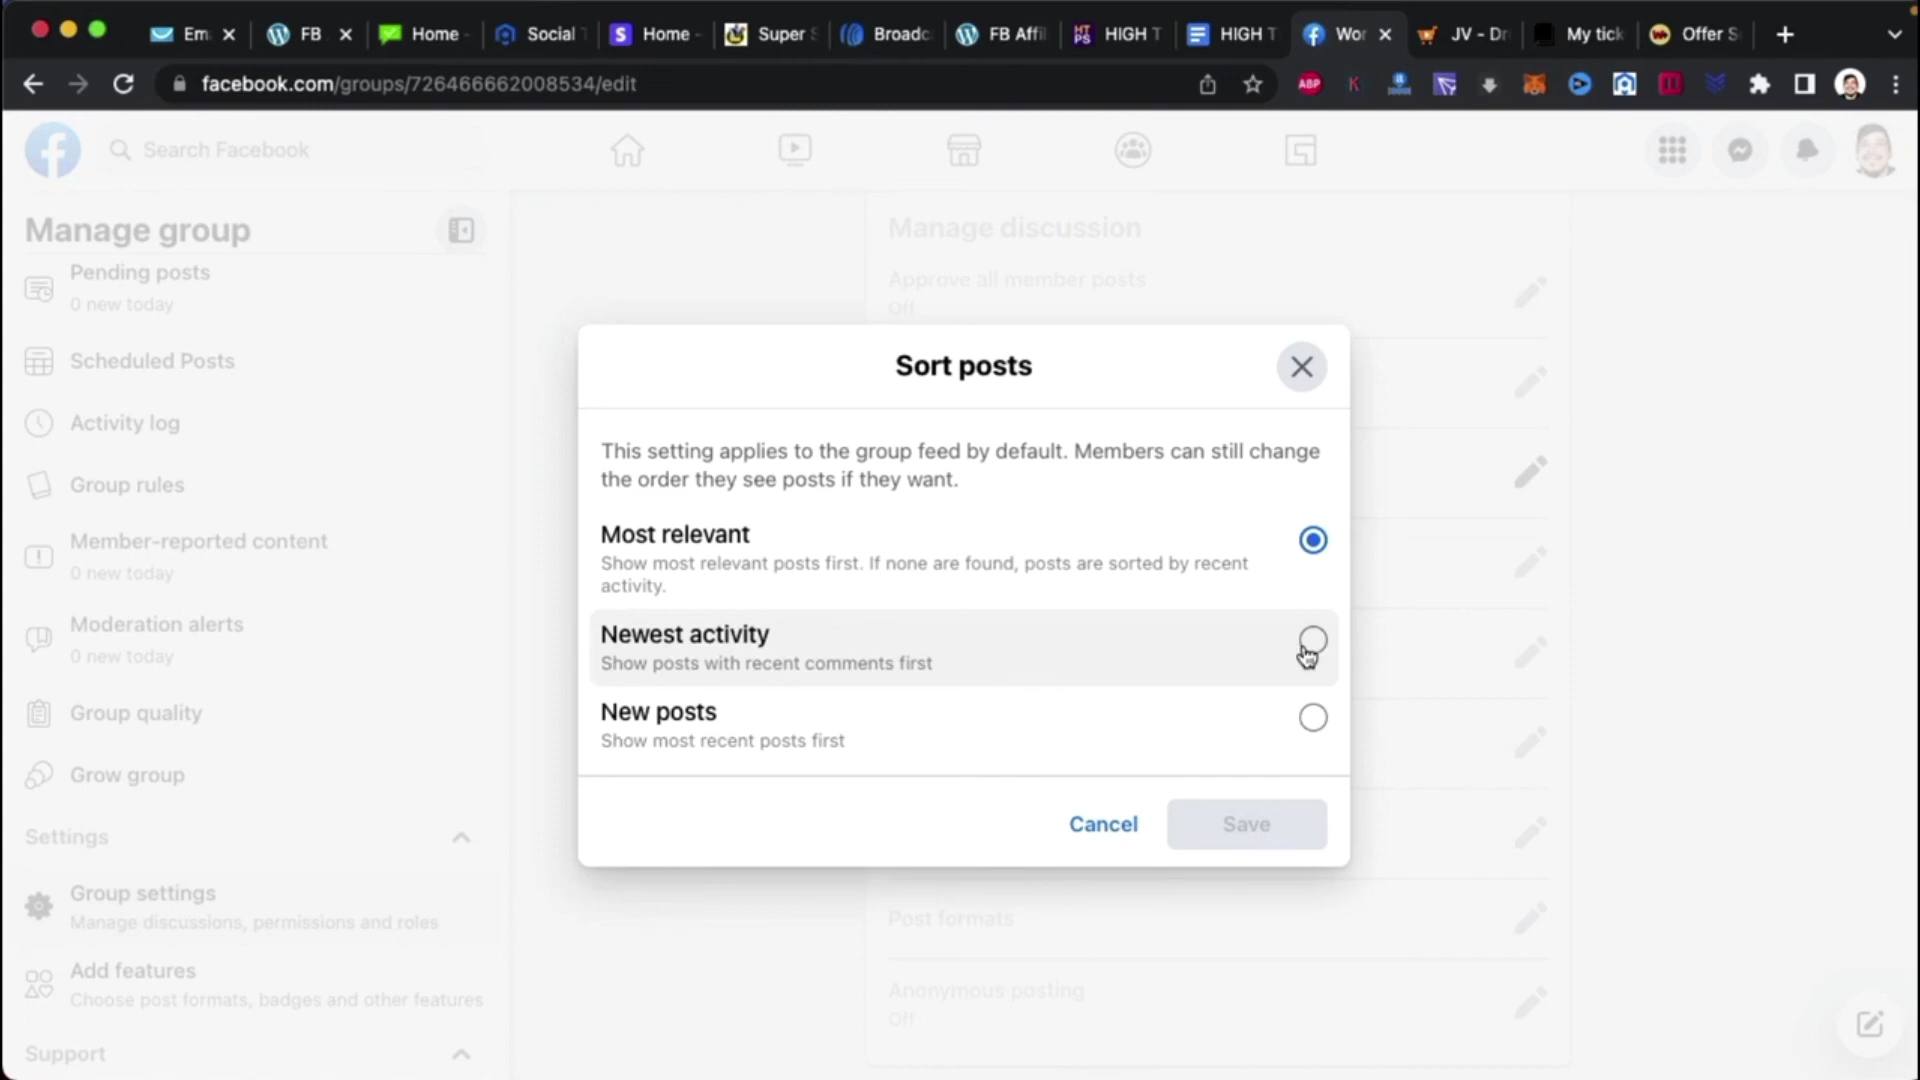 Em
FB
Home -
Social T
Home -
Super S
Broadc
FB Affil
HIGH T
HIGH T
Wor
JV - Dr
My tick
Offer S
facebook.com/groups/726466662008534/edit
ABP
K
Search Facebook
Manage group
Pending posts
0 new today
Scheduled Posts
Activity log
Group rules
Member-reported content
0 new today
Moderation alerts
0 new today
Group quality
Grow group
Settings
Group settings
Manage discussions, permissions and roles
Add features
Choose post formats, badges and other features
Support
Manage discussion
Approve all member posts
Off
Sort posts
This setting applies to the group feed by default. Members can still change
the order they see posts if they want.
Most relevant
Show most relevant posts first. If none are found, posts are sorted by recent
activity.
Newest activity
Show posts with recent comments first
New posts
Show most recent posts first
Cancel
Save
Post formats
Anonymous posting
Off